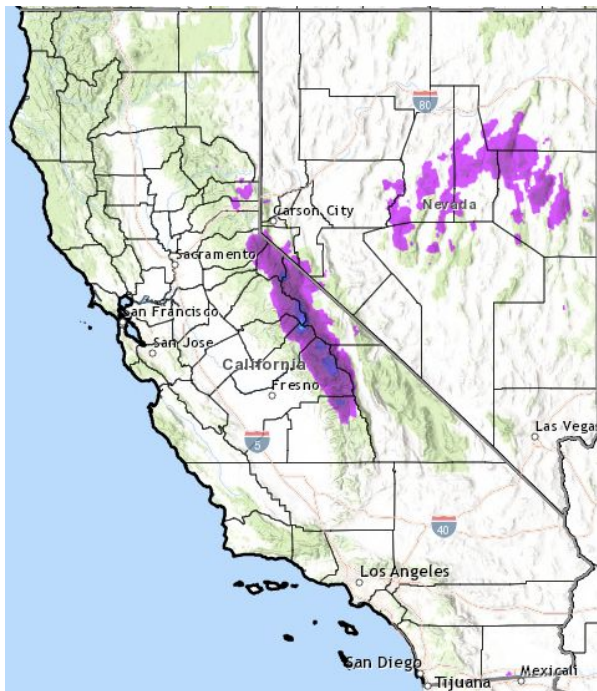 80
Nevada
Carson City
Sacramento
San Francisco
San Jose
California
Fresno
5
Las Vegas
40
Los Angeles
San Diego
Tijuana
Mexicali